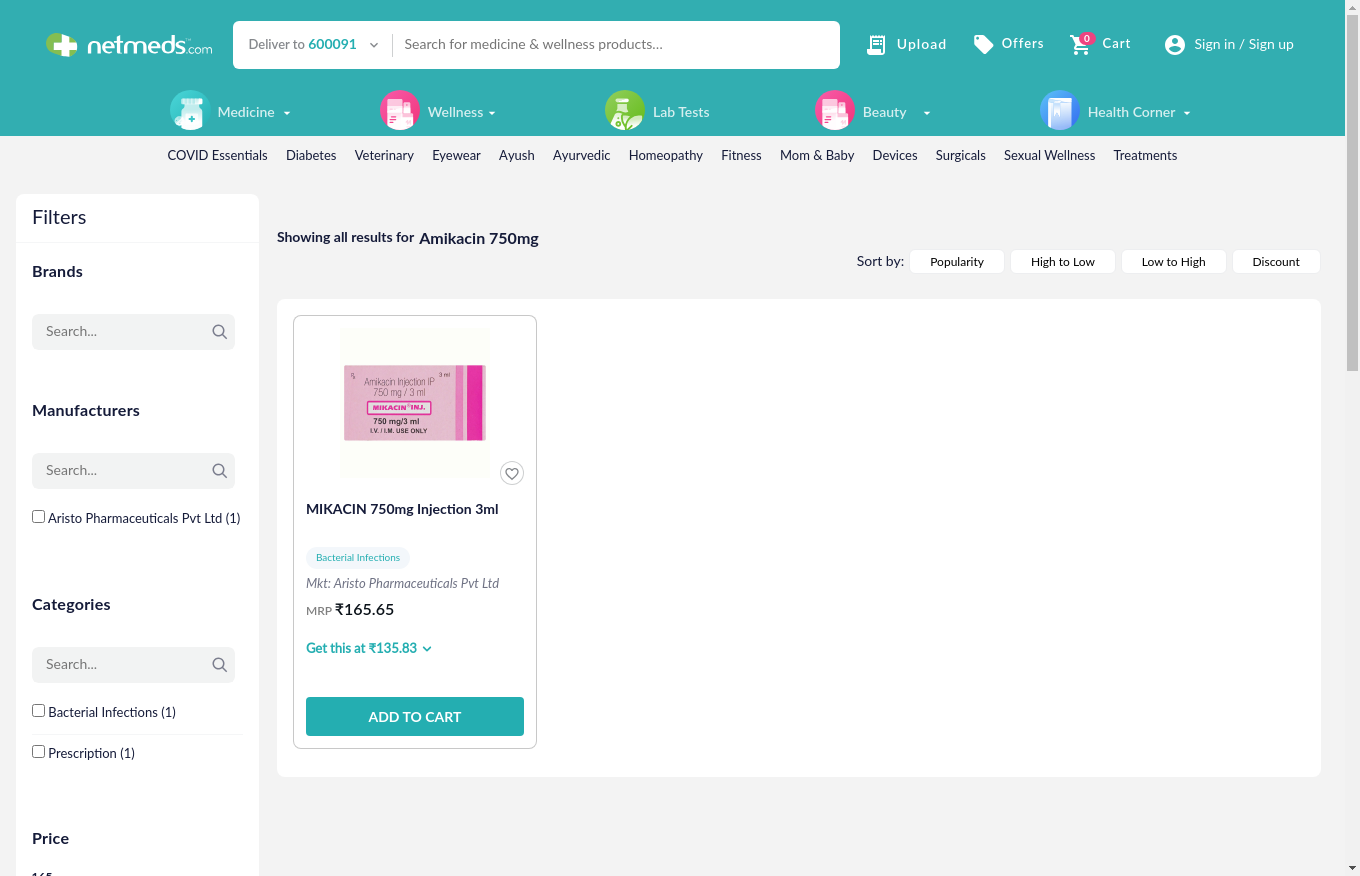 netmeds.com
Deliver to 600091
Search for medicine & wellness products...
Upload
Offers
0
Cart
Sign in / Sign up
Medicine
Wellness
Lab Tests
Beauty
Health Corner
COVID Essentials Diabetes Veterinary Eyewear Ayush Ayurvedic Homeopathy Fitness Mom & Baby Devices Surgicals Sexual Wellness Treatments
Filters
Brands
Search...
Manufacturers
Search...
Aristo Pharmaceuticals Pvt Ltd (1)
Categories
Search...
Bacterial Infections (1)
Prescription (1)
Price
165
Showing all results for Amikacin 750mg
Sort by: Popularity High to Low Low to High Discount
3 ml
Amikacin Injection IP
750 mg / 3 ml
MIKACIN® INJ.
750 mg/3 ml
I.V. / I.M. USE ONLY
MIKACIN 750mg Injection 3ml
Bacterial Infections
Mkt: Aristo Pharmaceuticals Pvt Ltd
MRP ₹165.65
Get this at ₹135.83
ADD TO CART